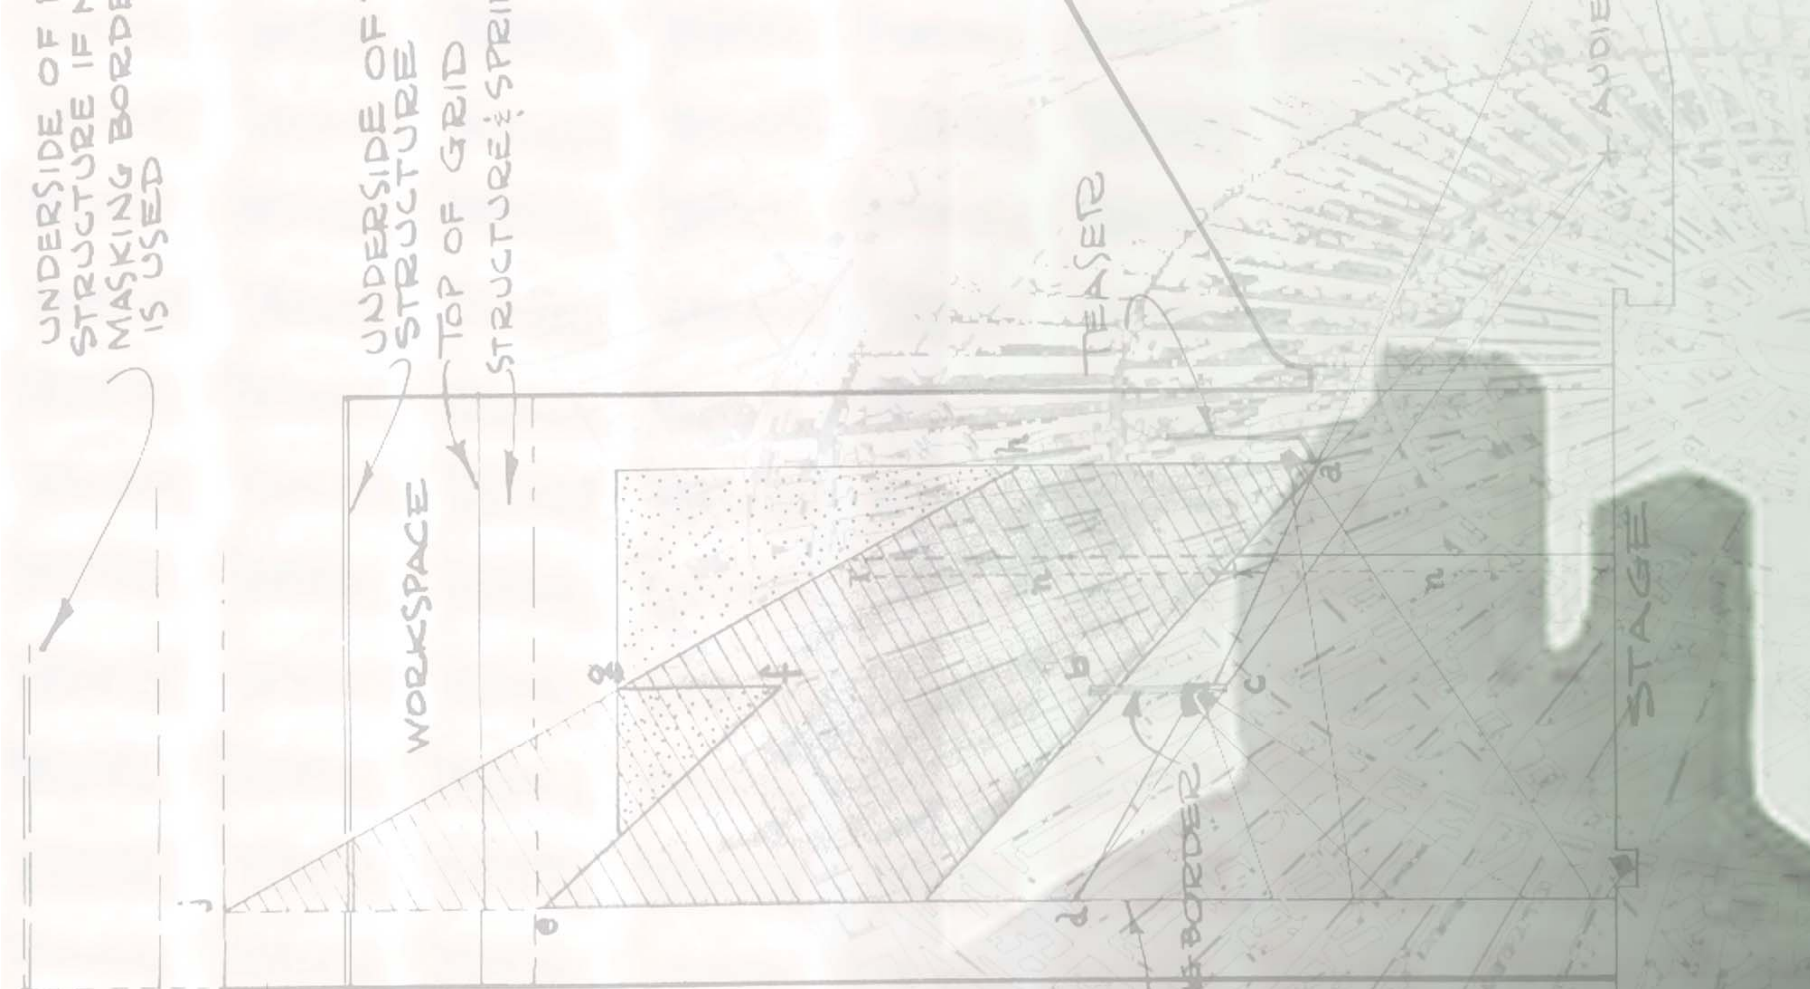 UNDERSIDE OF
STRUCTURE IF
MASKING BORDE
IS USED
UNDERSIDE OF
STRUCTURE
TOP OF GRID
STRUCTURE & SPRI
WORKSPACE
TEASER
AUDIE
STAGE
BORDER
h
a
n
n
g
f
b
c
j
e
d